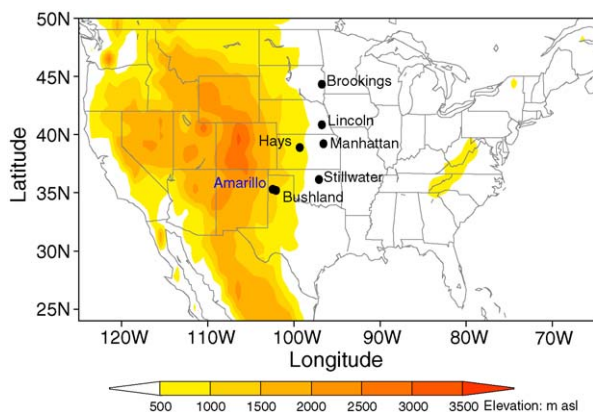 50N
45N
40N
35N
30N
25N
Latitude
Brookings
Lincoln
Hays
Manhattan
Stillwater
Amarillo
Bushland
120W 110W 100W 90W 80W 70W
Longitude
500 1000 1500 2000 2500 3000 3500 Elevation: m asl